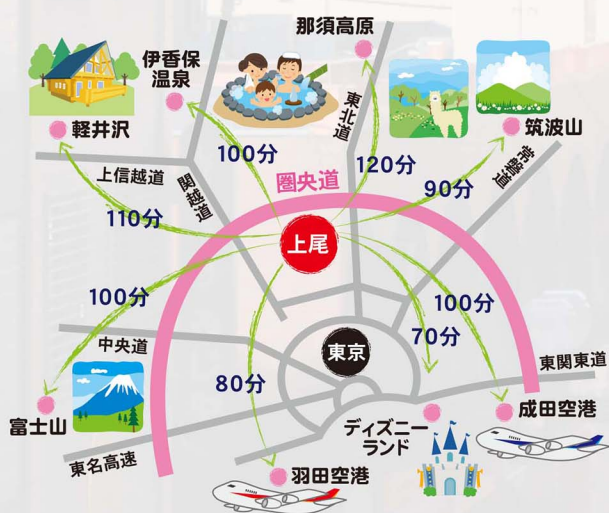 那須高原
伊香保
温泉
軽井沢
筑波山
東北道
常磐道
100分
120分
90分
上信越道
関越道
圏央道
110分
上尾
100分
100分
中央道
東京
70分
80分
東関東道
富士山
ディズニー
ランド
成田空港
東名高速
羽田空港